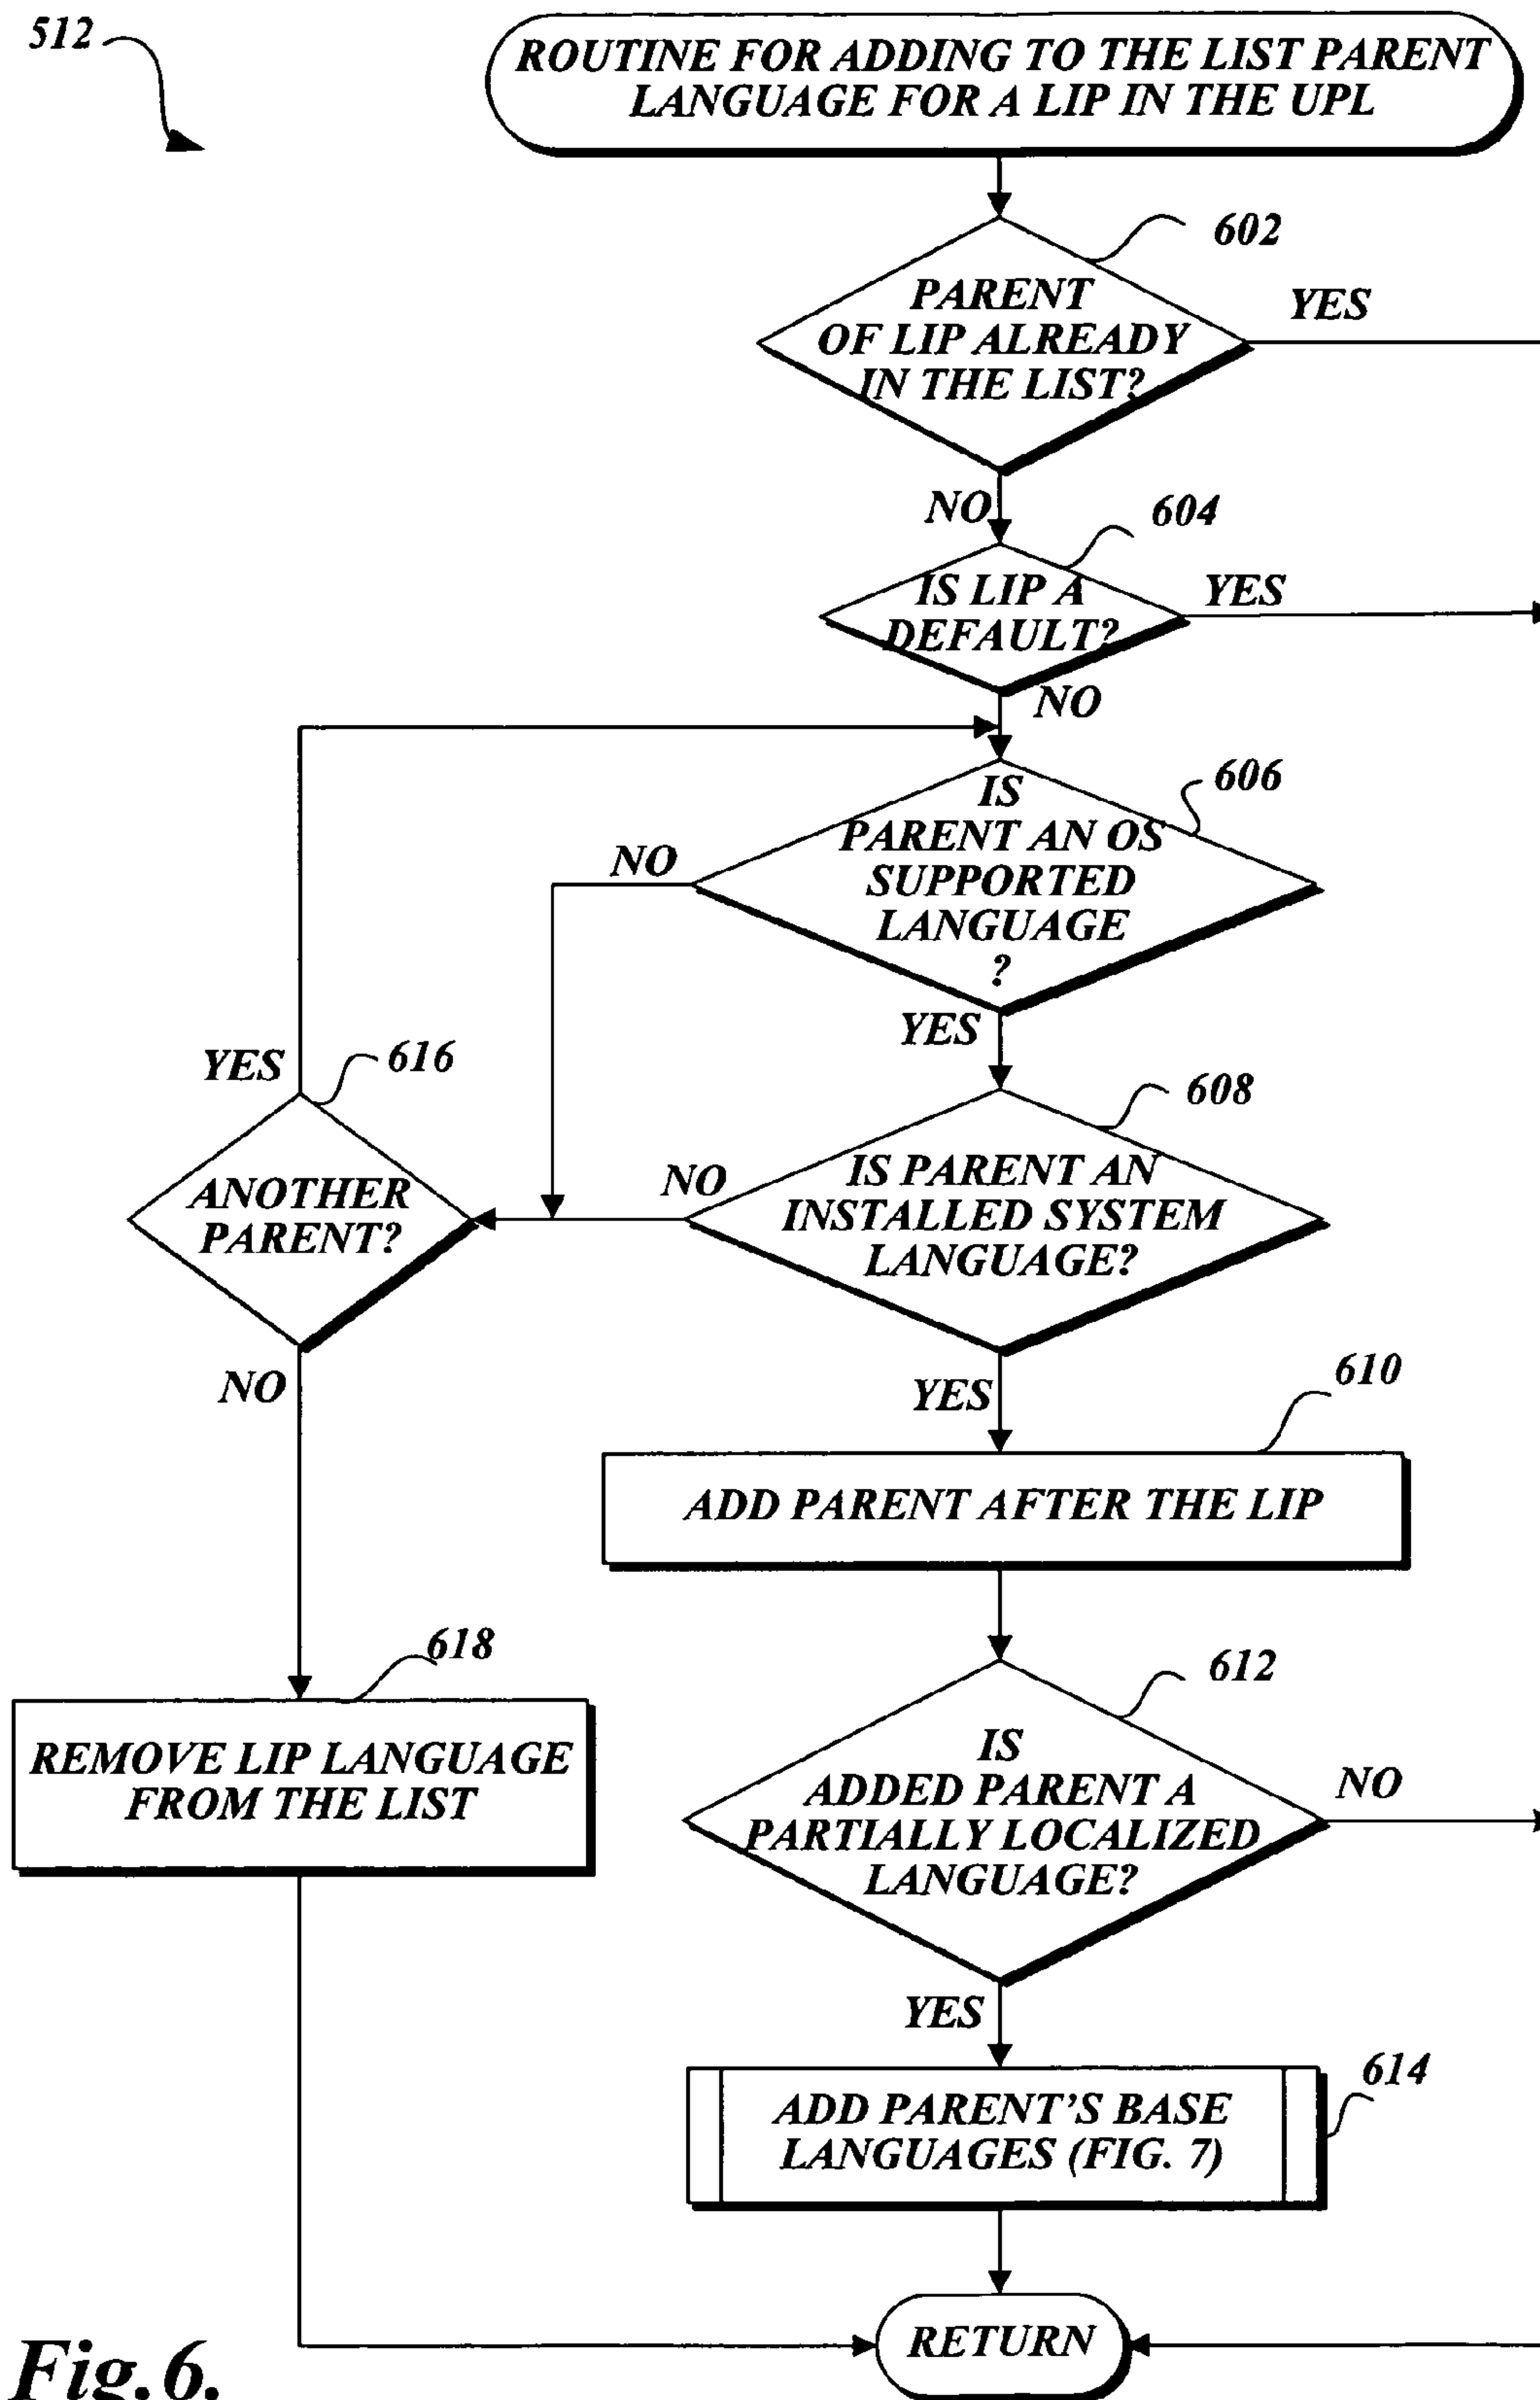 512
ROUTINE FOR ADDING TO THE LIST PARENT
LANGUAGE FOR A LIP IN THE UPL
602
PARENT
OF LIP ALREADY
IN THE LIST?
YES
NO
604
IS LIP A
DEFAULT?
YES
NO
606
IS
PARENT AN OS
SUPPORTED
LANGUAGE
?
NO
YES
616
YES
ANOTHER
PARENT?
NO
608
IS PARENT AN
INSTALLED SYSTEM
LANGUAGE?
NO
YES
610
ADD PARENT AFTER THE LIP
618
REMOVE LIP LANGUAGE
FROM THE LIST
612
IS
ADDED PARENT A
PARTIALLY LOCALIZED
LANGUAGE?
NO
YES
614
ADD PARENT'S BASE
LANGUAGES (FIG. 7)
RETURN
Fig.6.